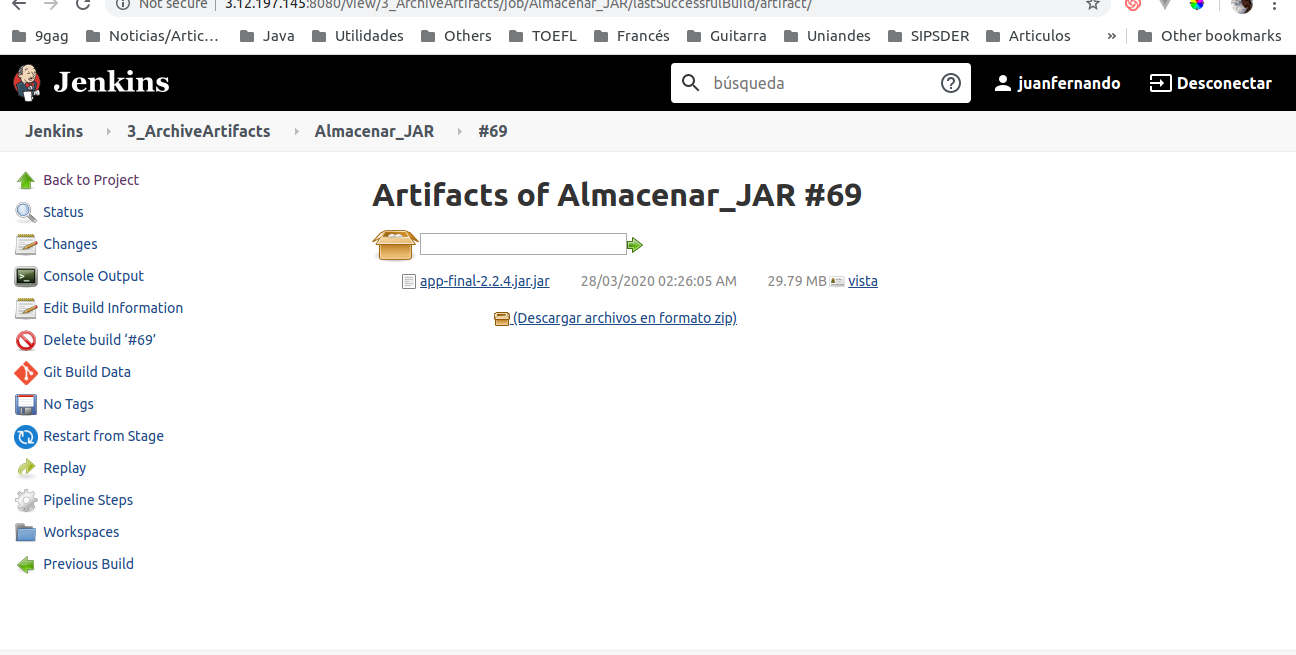 Not secure | 3.12.197.145:8080/view/3_ArchiveArtifacts/job/Almacenar_JAR/lastSuccessfulBuild/artifact/
9gag Noticias/Artic… Java Utilidades Others TOEFL Francés Guitarra Uniandes SIPSDER Articulos » Other bookmarks
Jenkins búsqueda juanfernando Desconectar
Jenkins 3_ArchiveArtifacts Almacenar_JAR #69
Back to Project
Status
Changes
Console Output
Edit Build Information
Delete build ‘#69’
Git Build Data
No Tags
Restart from Stage
Replay
Pipeline Steps
Workspaces
Previous Build
Artifacts of Almacenar_JAR #69
app-final-2.2.4.jar.jar 28/03/2020 02:26:05 AM 29.79 MB vista
(Descargar archivos en formato zip)